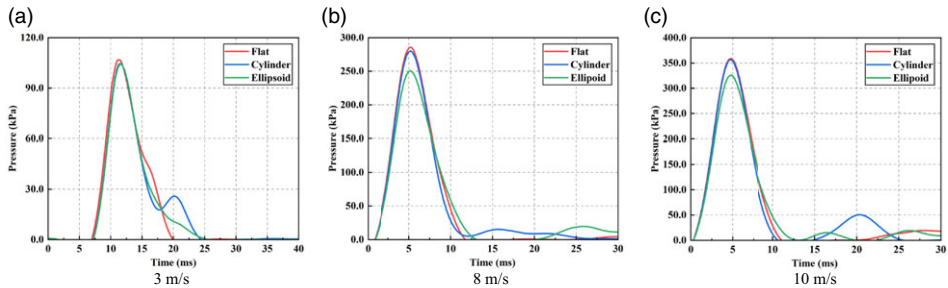 (a)
120.0
90.0
60.0
30.0
0.0
0 5 10 15 20 25 30 35 40
Pressure (kPa)
Time (ms)
Flat
Cylinder
Ellipsoid
3 m/s
(b)
300.0
250.0
200.0
150.0
100.0
50.0
0.0
0 5 10 15 20 25 30
Pressure (kPa)
Time (ms)
Flat
Cylinder
Ellipoid
8 m/s
(c)
400.0
350.0
300.0
250.0
200.0
150.0
100.0
50.0
0.0
0 5 10 15 20 25 30
Pressure (kPa)
Time (ms)
Flat
Cylinder
Ellipoid
10 m/s